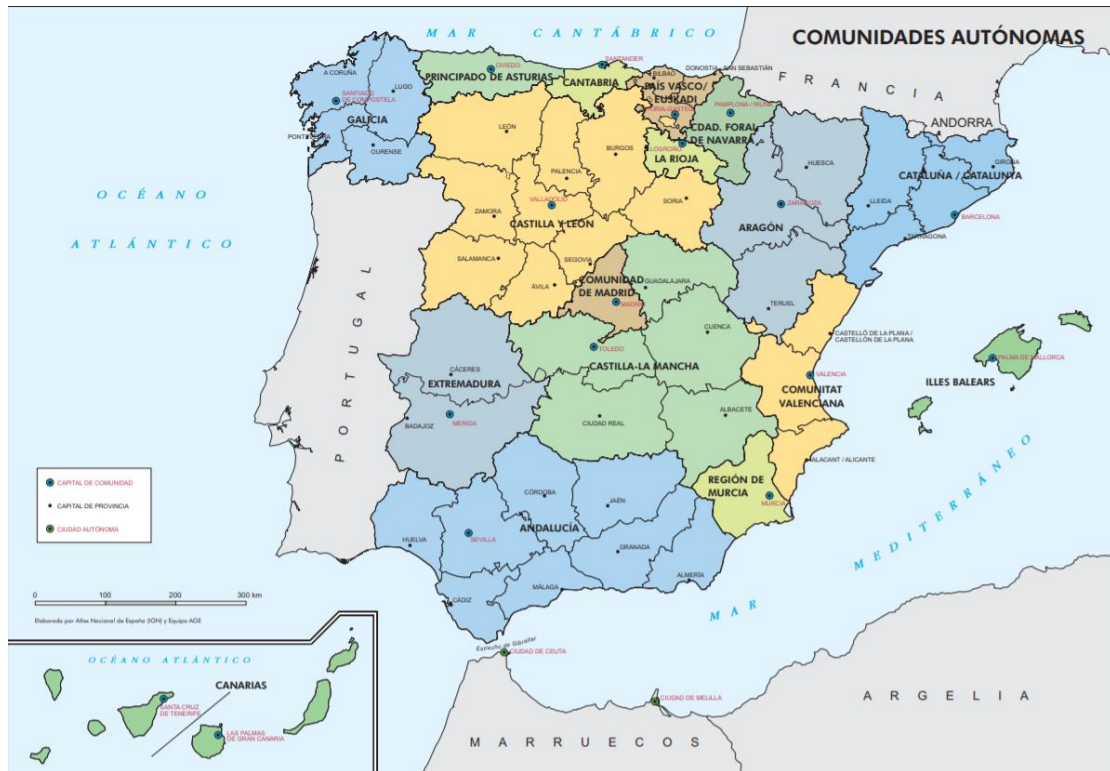 COMUNIDADES AUTÓNOMAS
MAR CANTÁBRICO
FRANCIA
ANDORRA
OCÉANO
ATLÁNTICO
PORTUGAL
A CORUÑA
LUGO
SANTIAGO
DE COMPOSTELA
GALICIA
PONTEVEDRA
OURENSE
OVIEDO
PRINCIPADO DE ASTURIAS
SANTANDER
CANTABRIA
BILBAO
DONOSTIA - SAN SEBASTIÁN
PAÍS VASCO/
EUSKADI
VITORIA-GASTEIZ
PAMPLONA / IRUÑA
CDAD. FORAL
DE NAVARRA
LOGROÑO
LA RIOJA
LEÓN
BURGOS
PALENCIA
VALLADOLID
ZAMORA
CASTILLA Y LEÓN
SORIA
SALAMANCA
SEGOVIA
ÁVILA
HUESCA
ZARAGOZA
ARAGÓN
TERUEL
GIRONA
CATALUÑA / CATALUNYA
LLEIDA
BARCELONA
TARRAGONA
COMUNIDAD
DE MADRID
MADRID
GUADALAJARA
CUENCA
TOLEDO
CASTILLA-LA MANCHA
CIUDAD REAL
ALBACETE
CÁCERES
EXTREMADURA
BADAJOZ
MÉRIDA
CASTELLÓ DE LA PLANA /
CASTELLÓN DE LA PLANA
VALENCIA
COMUNITAT
VALENCIANA
ALACANT / ALICANTE
PALMA DE MALLORCA
ILLES BALEARS
REGIÓN DE
MURCIA
MURCIA
CÓRDOBA
JAÉN
ANDALUCÍA
HUELVA
SEVILLA
GRANADA
ALMERÍA
MÁLAGA
CÁDIZ
MAR MEDITERRÁNEO
Estrecho de Gibraltar
CIUDAD DE CEUTA
CIUDAD DE MELILLA
MARRUECOS
ARGELIA
CAPITAL DE COMUNIDAD
CAPITAL DE PROVINCIA
CIUDAD AUTÓNOMA
0 100 200 300 km
Elaborado por Atlas Nacional de España (IGN) y Equipo AGE
OCÉANO ATLÁNTICO
CANARIAS
SANTA CRUZ
DE TENERIFE
LAS PALMAS
DE GRAN CANARIA